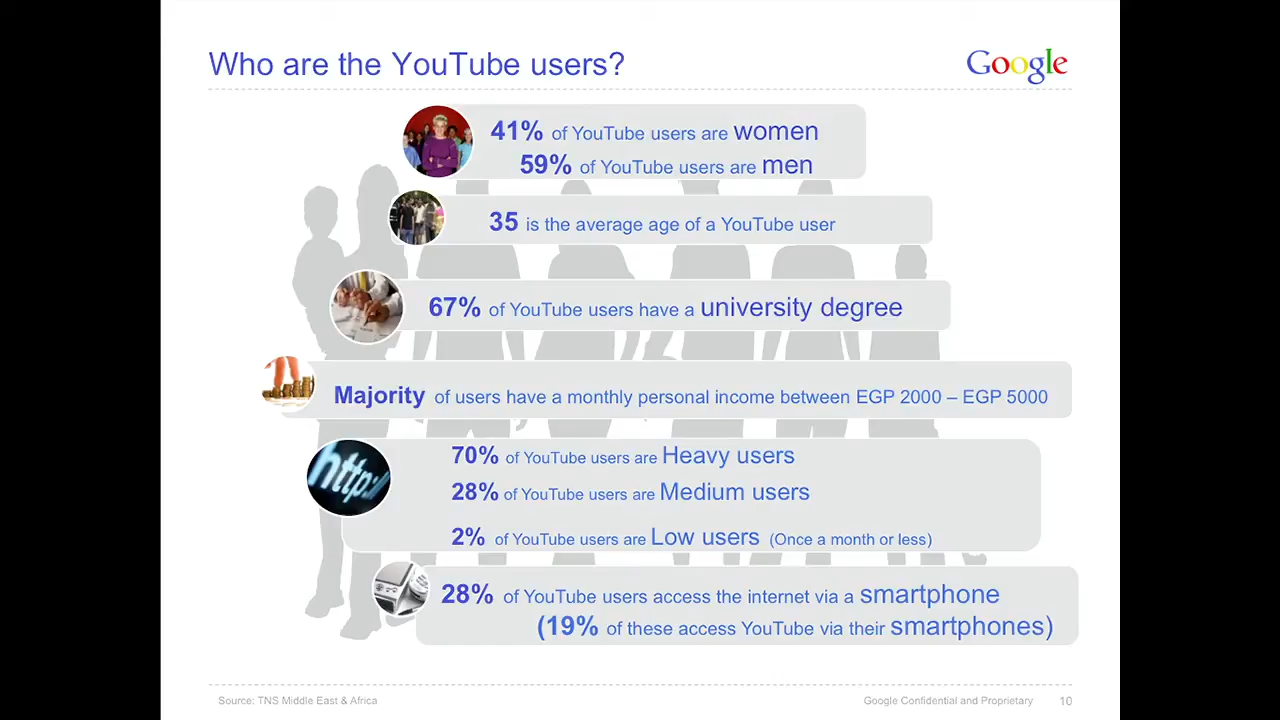 Who are the YouTube users?
Google
41% of YouTube users are women
59% of YouTube users are men
35 is the average age of a YouTube user
67% of YouTube users have a university degree
Majority of users have a monthly personal income between EGP 2000 – EGP 5000
http:/
70% of YouTube users are Heavy users
28% of YouTube users are Medium users
2% of YouTube users are Low users (Once a month or less)
28% of YouTube users access the internet via a smartphone
(19% of these access YouTube via their smartphones)
Source: TNS Middle East & Africa
Google Confidential and Proprietary 10